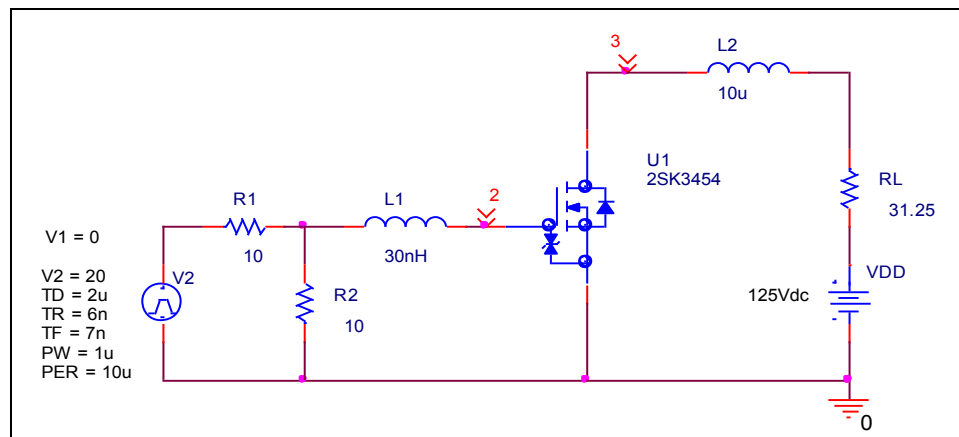 3
L2
10u
U1
2SK3454
R1
10
L1
30nH
2
RL
31.25
V1 = 0
V2 = 20
TD = 2u
TR = 6n
TF = 7n
PW = 1u
PER = 10u
V2
R2
10
VDD
125Vdc
0